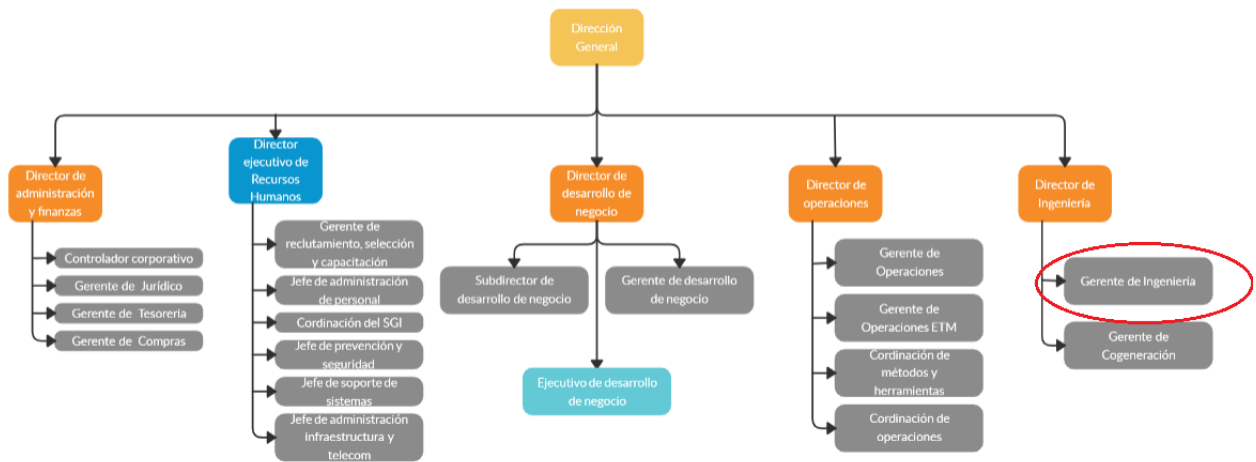 Dirección
General
Director de
administración
y finanzas
Controlador corporativo
Gerente de Jurídico
Gerente de Tesoreria
Gerente de Compras
Director
ejecutivo de
Recursos
Humanos
Gerente de
reclutamiento, selección
y capacitación
Jefe de administración
de personal
Cordinación del SGI
Jefe de prevención y
seguridad
Jefe de soporte de
sistemas
Jefe de administración
infraestructura y
telecom
Director de
desarrollo de
negocio
Subdirector de
desarrollo de negocio
Gerente de desarrollo
de negocio
Ejecutivo de desarrollo
de negocio
Director de
operaciones
Gerente de
Operaciones
Gerente de
Operaciones ETM
Cordinación de
métodos y
herramientas
Cordinación de
operaciones
Director de
Ingeniería
Gerente de Ingeniería
Gerente de
Cogeneración